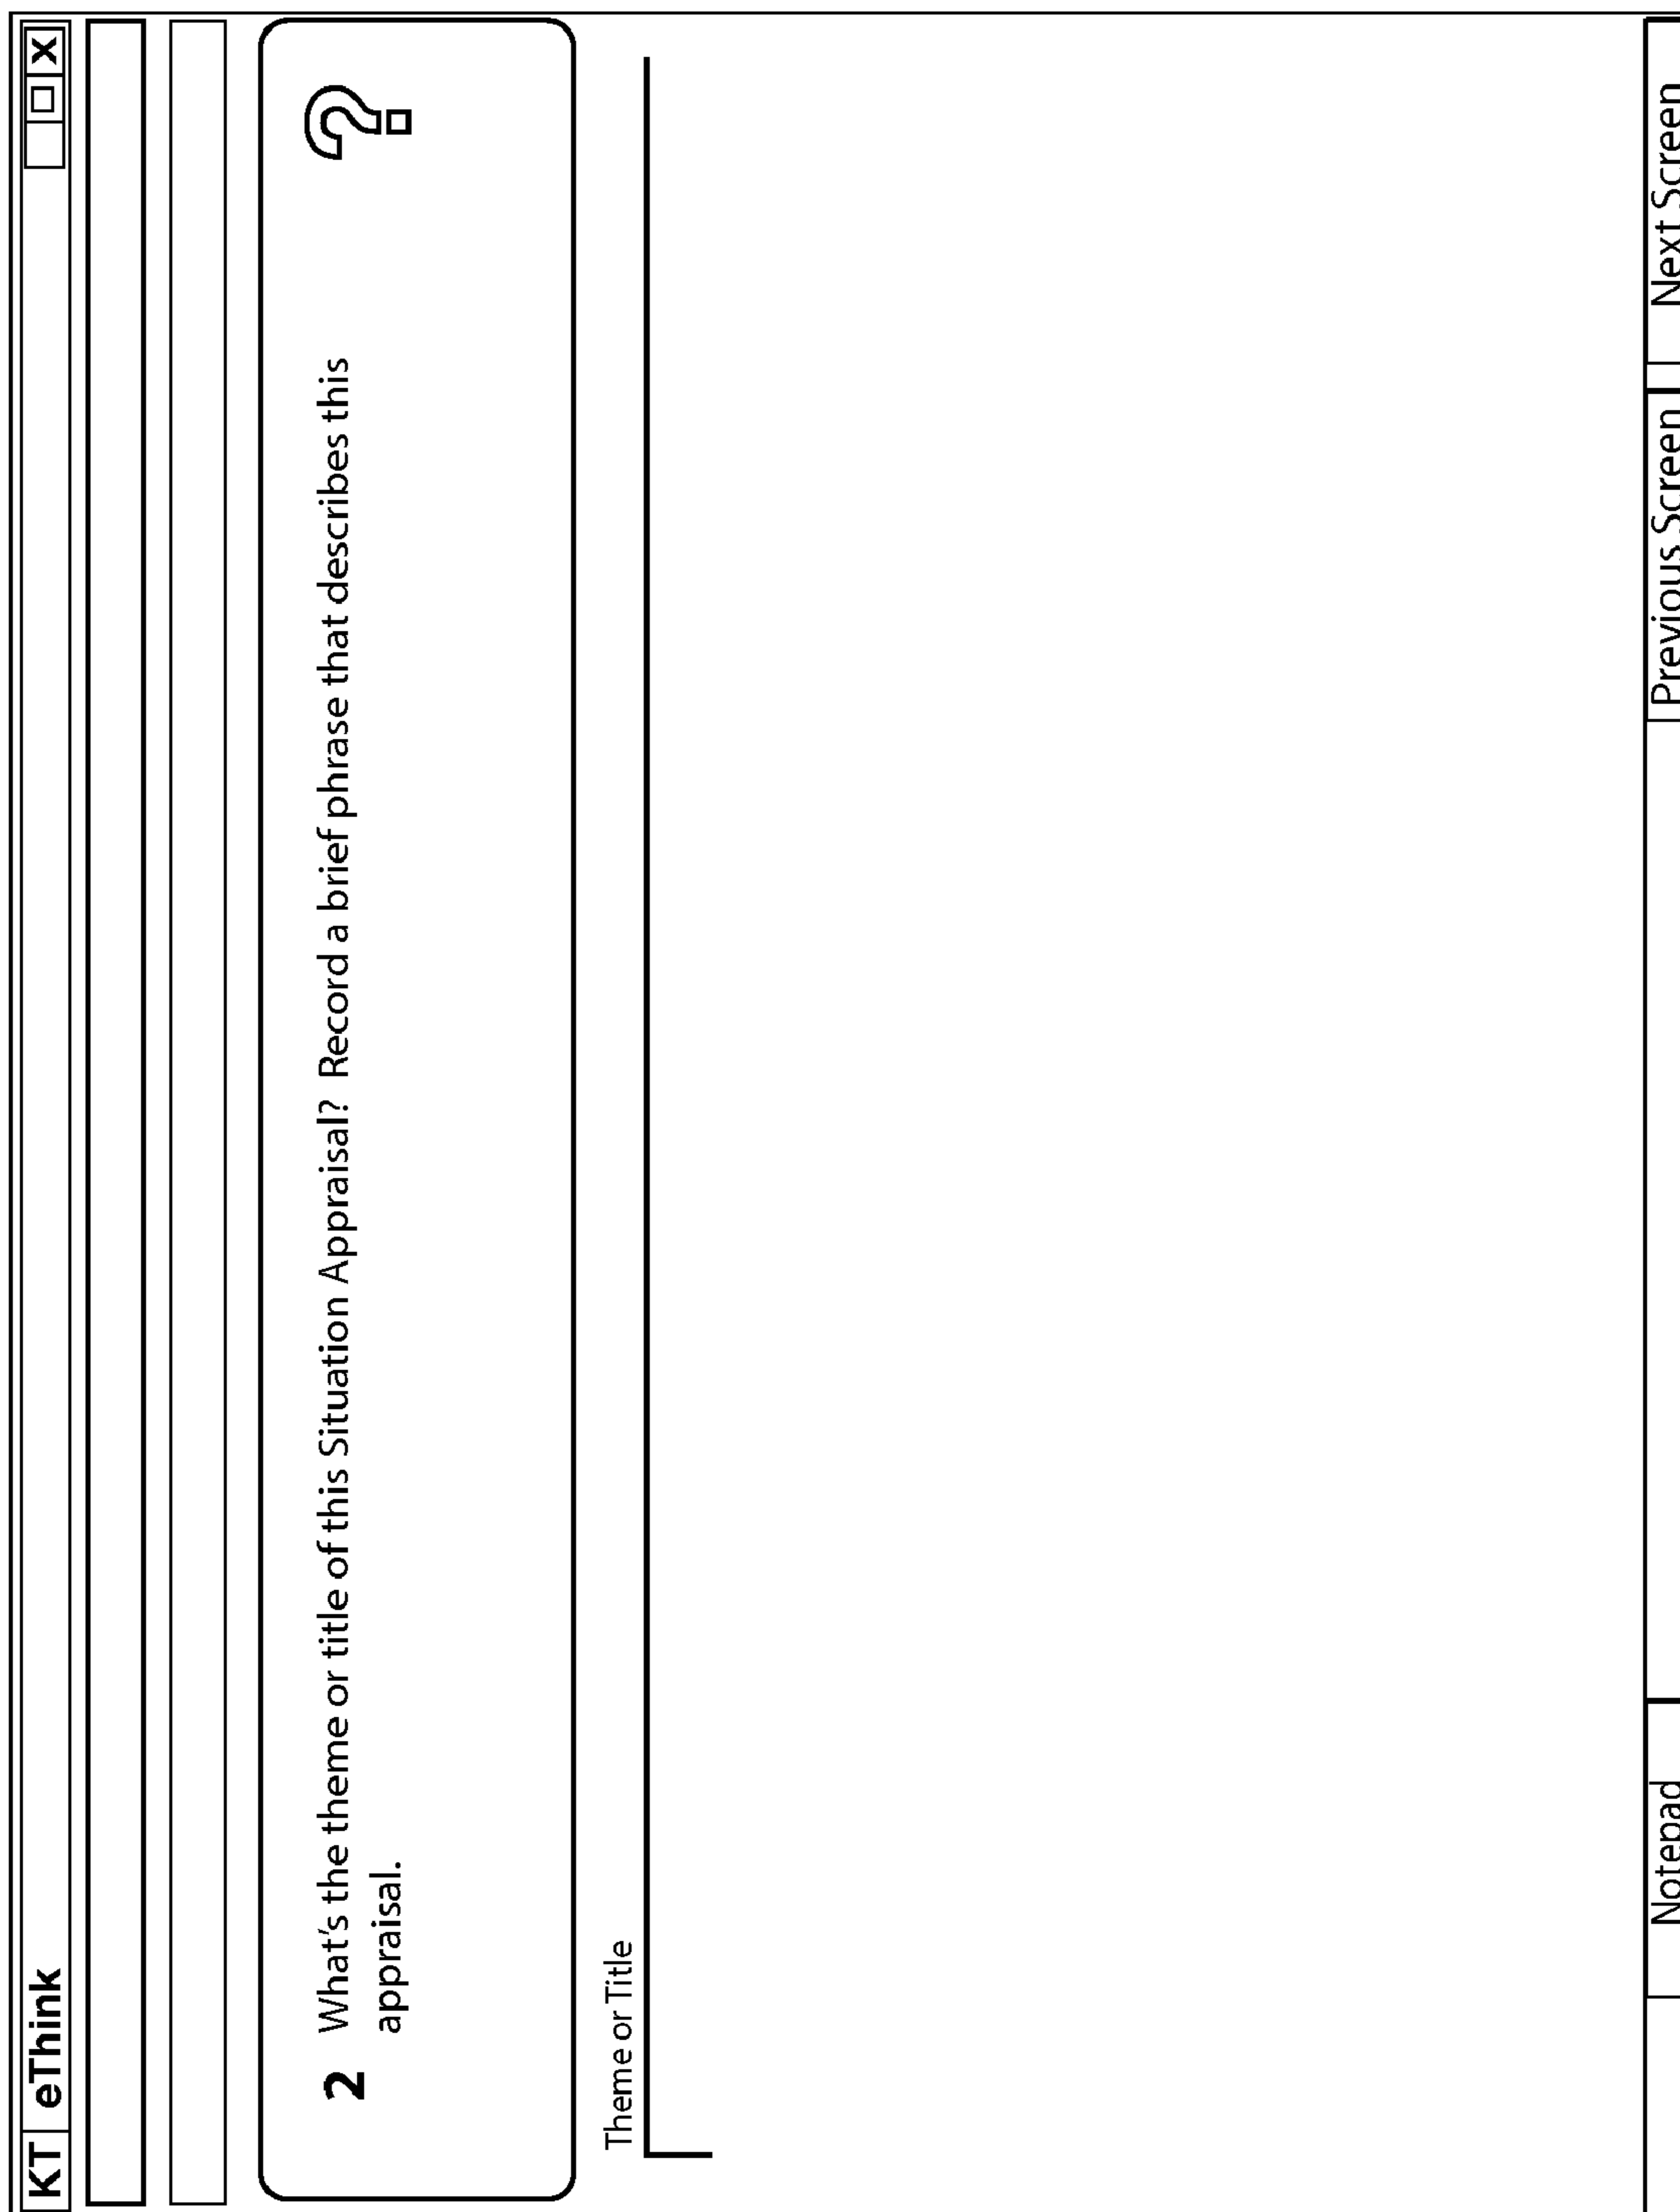 KT eThink
2 What's the theme or title of this Situation Appraisal? Record a brief phrase that describes this
appraisal.
?
Theme or Title
Notepad Previous Screen Next Screen